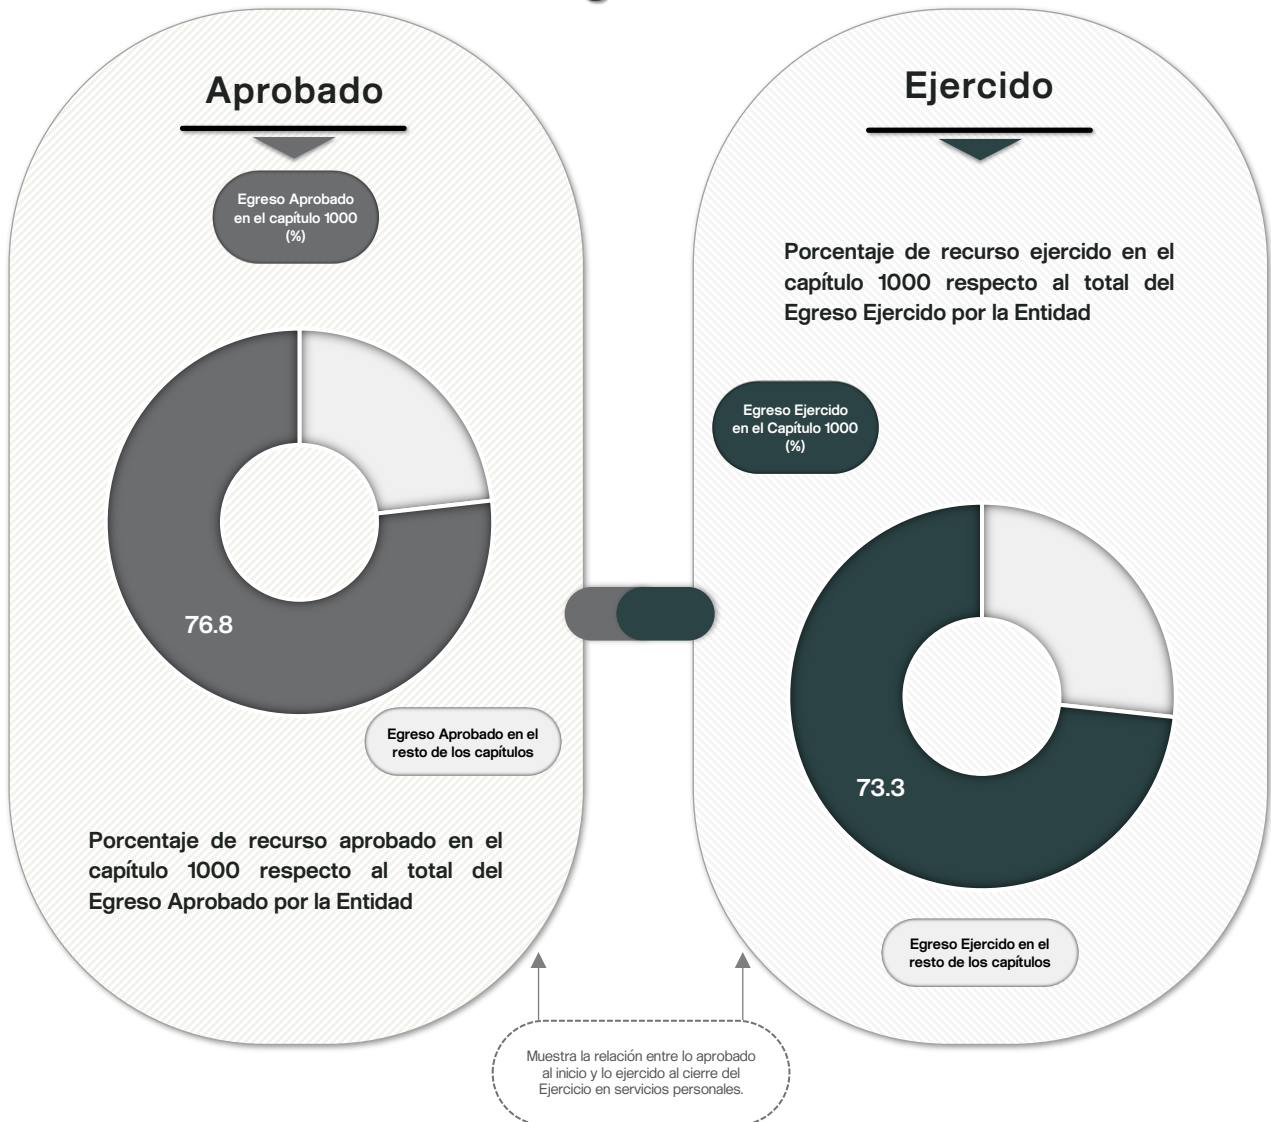 Aprobado
Egreso Aprobado
en el capítulo 1000
(%)
76.8
Egreso Aprobado en el
resto de los capítulos
Porcentaje de recurso aprobado en el
capítulo 1000 respecto al total del
Egreso Aprobado por la Entidad
Ejercido
Porcentaje de recurso ejercido en el
capítulo 1000 respecto al total del
Egreso Ejercido por la Entidad
Egreso Ejercido
en el Capítulo 1000
(%)
73.3
Egreso Ejercido en el
resto de los capítulos
Muestra la relación entre lo aprobado
al inicio y lo ejercido al cierre del
Ejercicio en servicios personales.